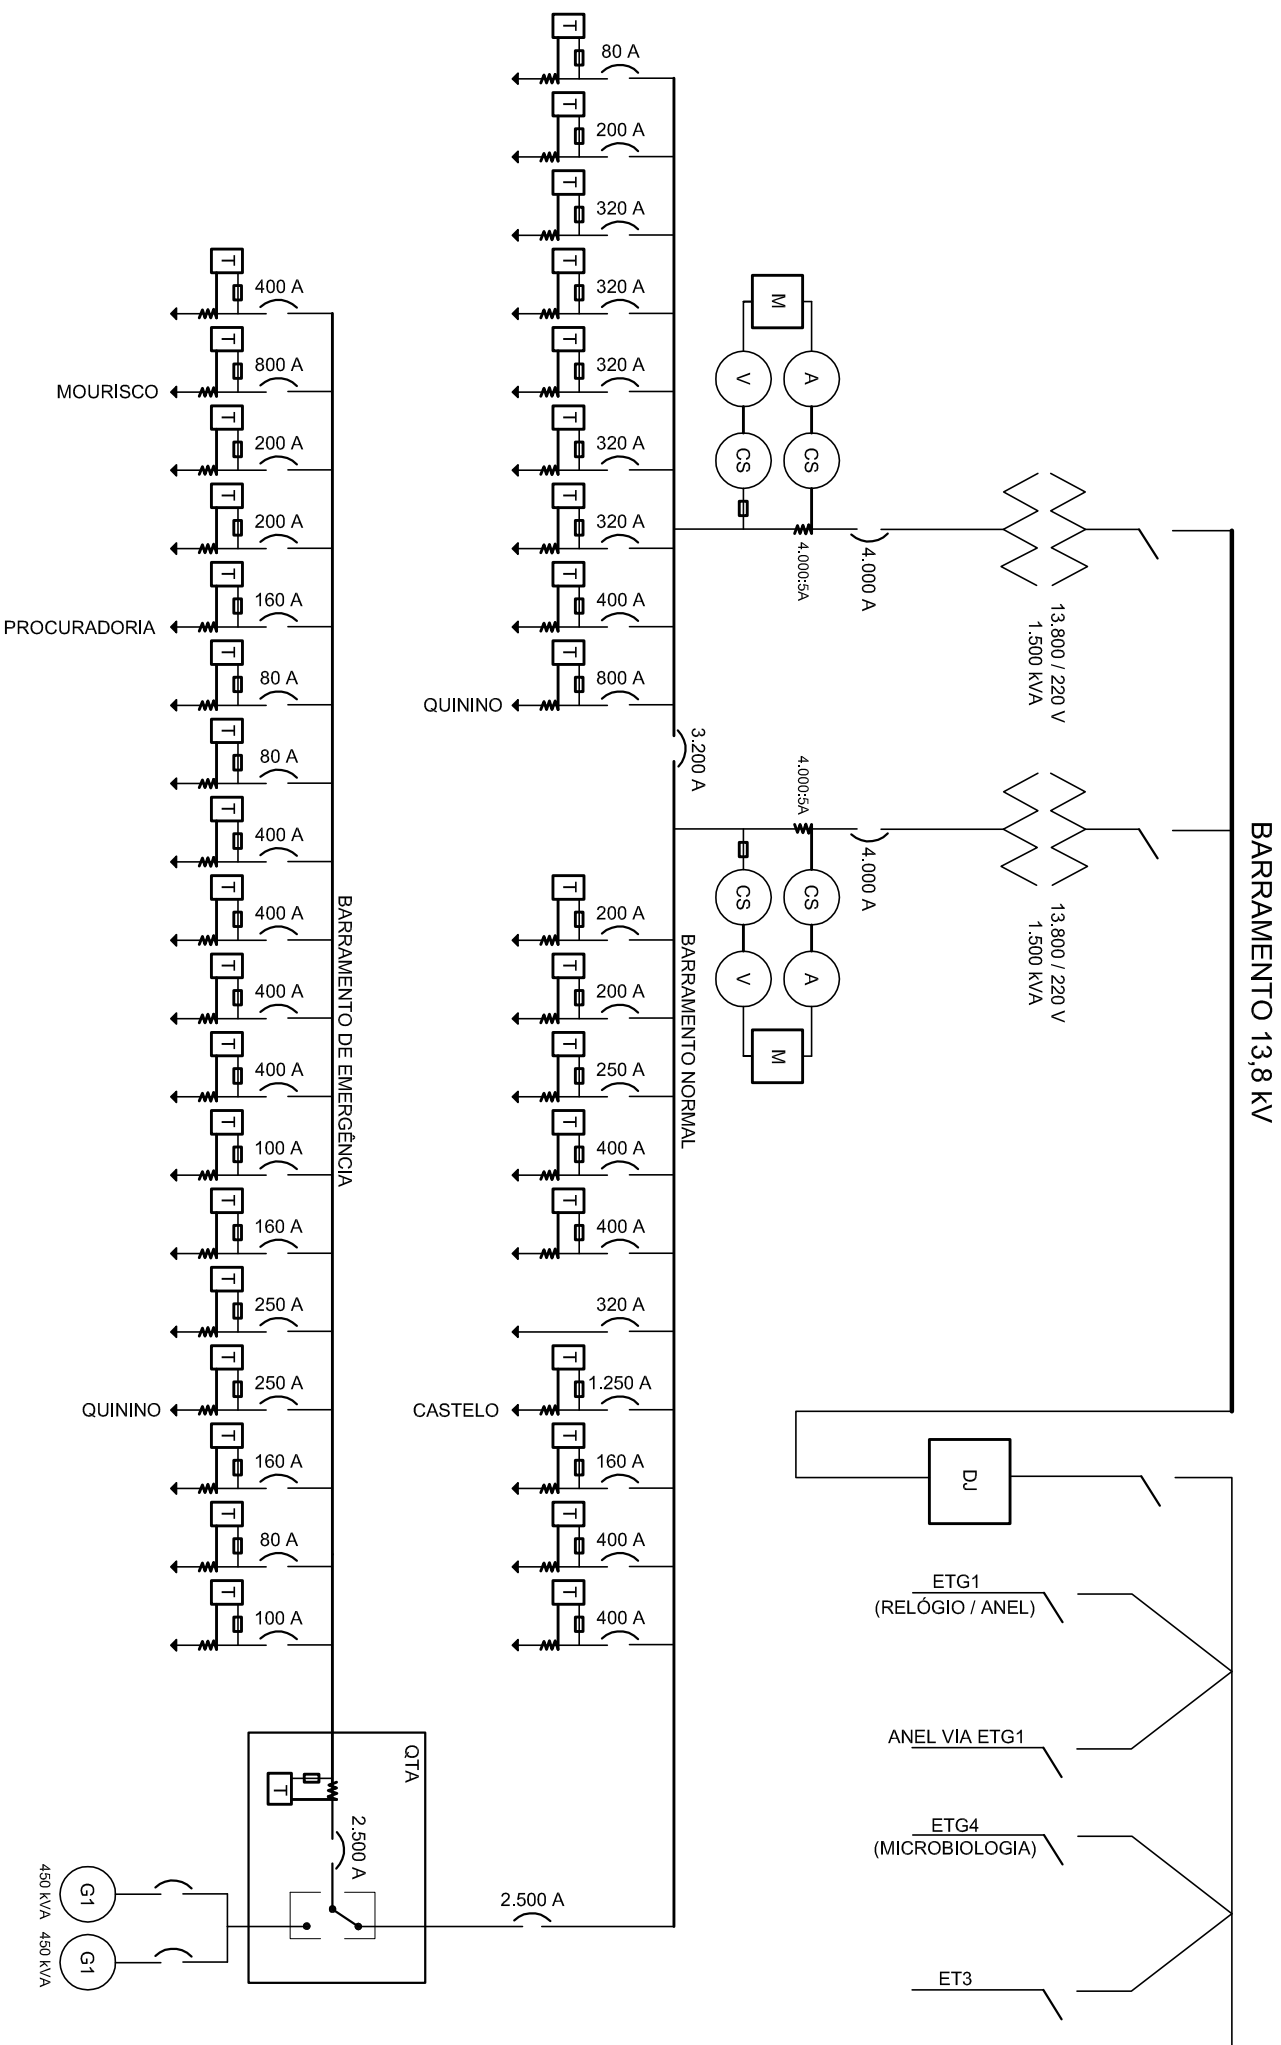 T
80 A
T
200 A
T
320 A
T
320 A
T
320 A
T
320 A
T
320 A
T
400 A
T
800 A
QUININO
3.200 A
T
200 A
T
200 A
T
250 A
T
400 A
T
400 A
320 A
T
1.250 A
CASTELO
T
160 A
T
400 A
T
400 A
BARRAMENTO NORMAL
2.500 A
T
400 A
T
800 A
MOURISCO
T
200 A
T
200 A
T
160 A
PROCURADORIA
T
80 A
T
80 A
T
400 A
T
400 A
T
400 A
T
400 A
T
100 A
T
160 A
T
250 A
T
250 A
QUININO
T
160 A
T
80 A
T
100 A
BARRAMENTO DE EMERGÊNCIA
QTA
T
2.500 A
G1
450 kVA
G1
450 kVA
M
V
A
CS
CS
4.000:5A
4.000 A
13.800 / 220 V
1.500 kVA
4.000:5A
4.000 A
13.800 / 220 V
1.500 kVA
CS
CS
V
A
M
BARRAMENTO 13,8 kV
DJ
ETG1
(RELÓGIO / ANEL)
ANEL VIA ETG1
ETG4
(MICROBIOLOGIA)
ET3